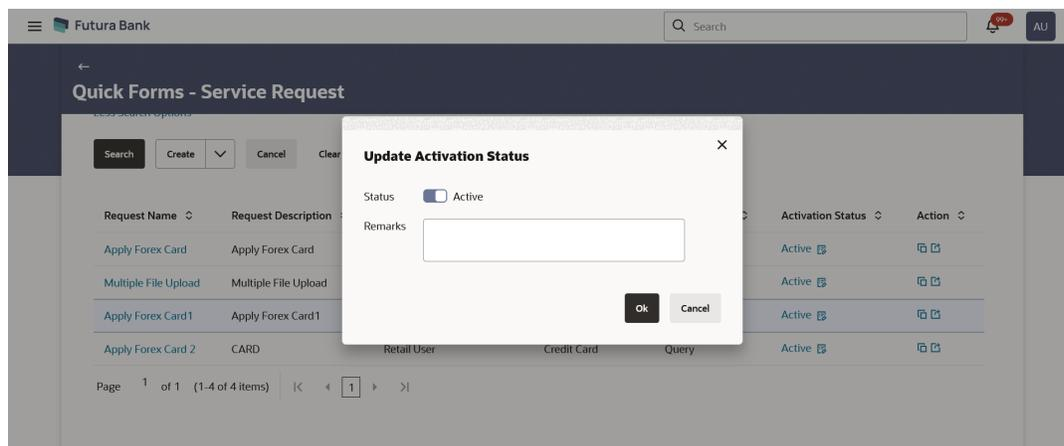 Futura Bank
Search
99+
AU
Quick Forms - Service Request
Less Search Options
Search Create Cancel Clear
Update Activation Status
Status Active
Remarks
Ok Cancel
Request Name Request Description Activation Status Action
Apply Forex Card Apply Forex Card Active
Multiple File Upload Multiple File Upload Active
Apply Forex Card1 Apply Forex Card1 Active
Apply Forex Card 2 CARD Retail User Credit Card Query Active
Page 1 of 1 (1-4 of 4 items) 1